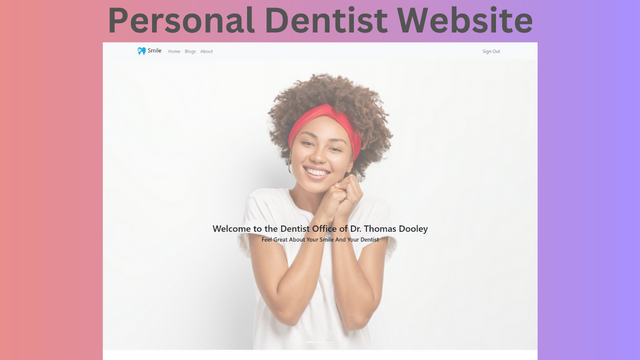 Personal Dentist Website
Smile Home Blogs About Sign Out
Welcome to the Dentist Office of Dr. Thomas Dooley
Feel Great About Your Smile And Your Dentist